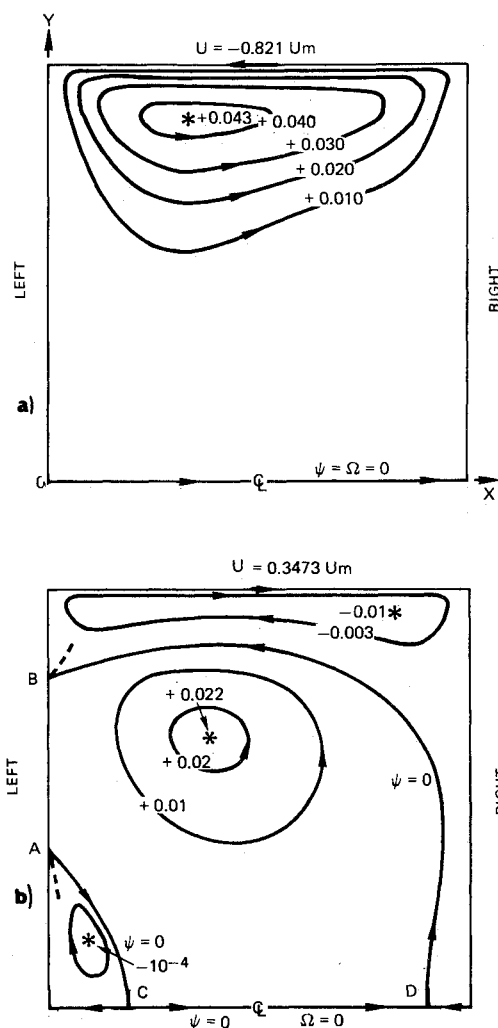 Y
U = −0.821 Um
*+0.043 + 0.040
+ 0.030
+ 0.020
+ 0.010
LEFT
RIGHT
a)
ψ = Ω = 0
℄
X
U = 0.3473 Um
−0.01*
−0.003
B
+ 0.022
*
+ 0.02
+ 0.01
ψ = 0
LEFT
A
b)
*
ψ = 0
−10⁻⁴
C
D
ψ = 0
℄
Ω = 0